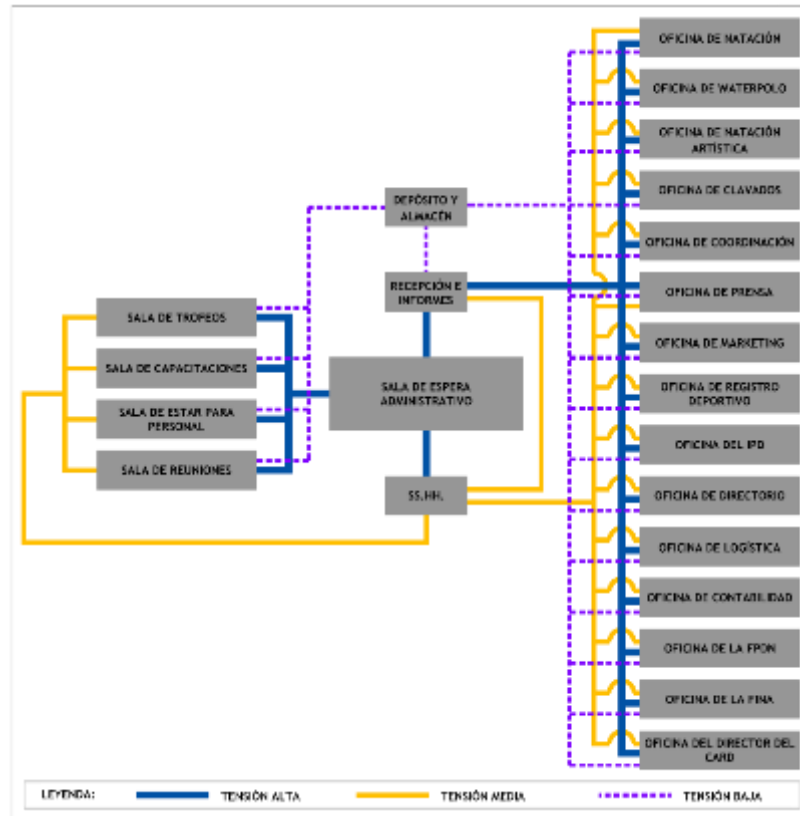 OFICINA DE NATACIÓN
OFICINA DE WATERPOLO
OFICINA DE NATACIÓN
ARTÍSTICA
OFICINA DE CLAVADOS
OFICINA DE COORDINACIÓN
OFICINA DE PRENSA
OFICINA DE MARKETING
OFICINA DE REGISTRO
DEPORTIVO
OFICINA DEL IPD
OFICINA DE DIRECTORIO
OFICINA DE LOGÍSTICA
OFICINA DE CONTABILIDAD
OFICINA DE LA FPDN
OFICINA DE LA FINA
OFICINA DEL DIRECTOR DEL
CARD
DEPÓSITO Y
ALMACÉN
RECEPCIÓN E
INFORMES
SALA DE ESPERA
ADMINISTRATIVO
SS.HH.
SALA DE TROFEOS
SALA DE CAPACITACIONES
SALA DE ESTAR PARA
PERSONAL
SALA DE REUNIONES
LEYENDA:
TENSIÓN ALTA
TENSIÓN MEDIA
TENSIÓN BAJA